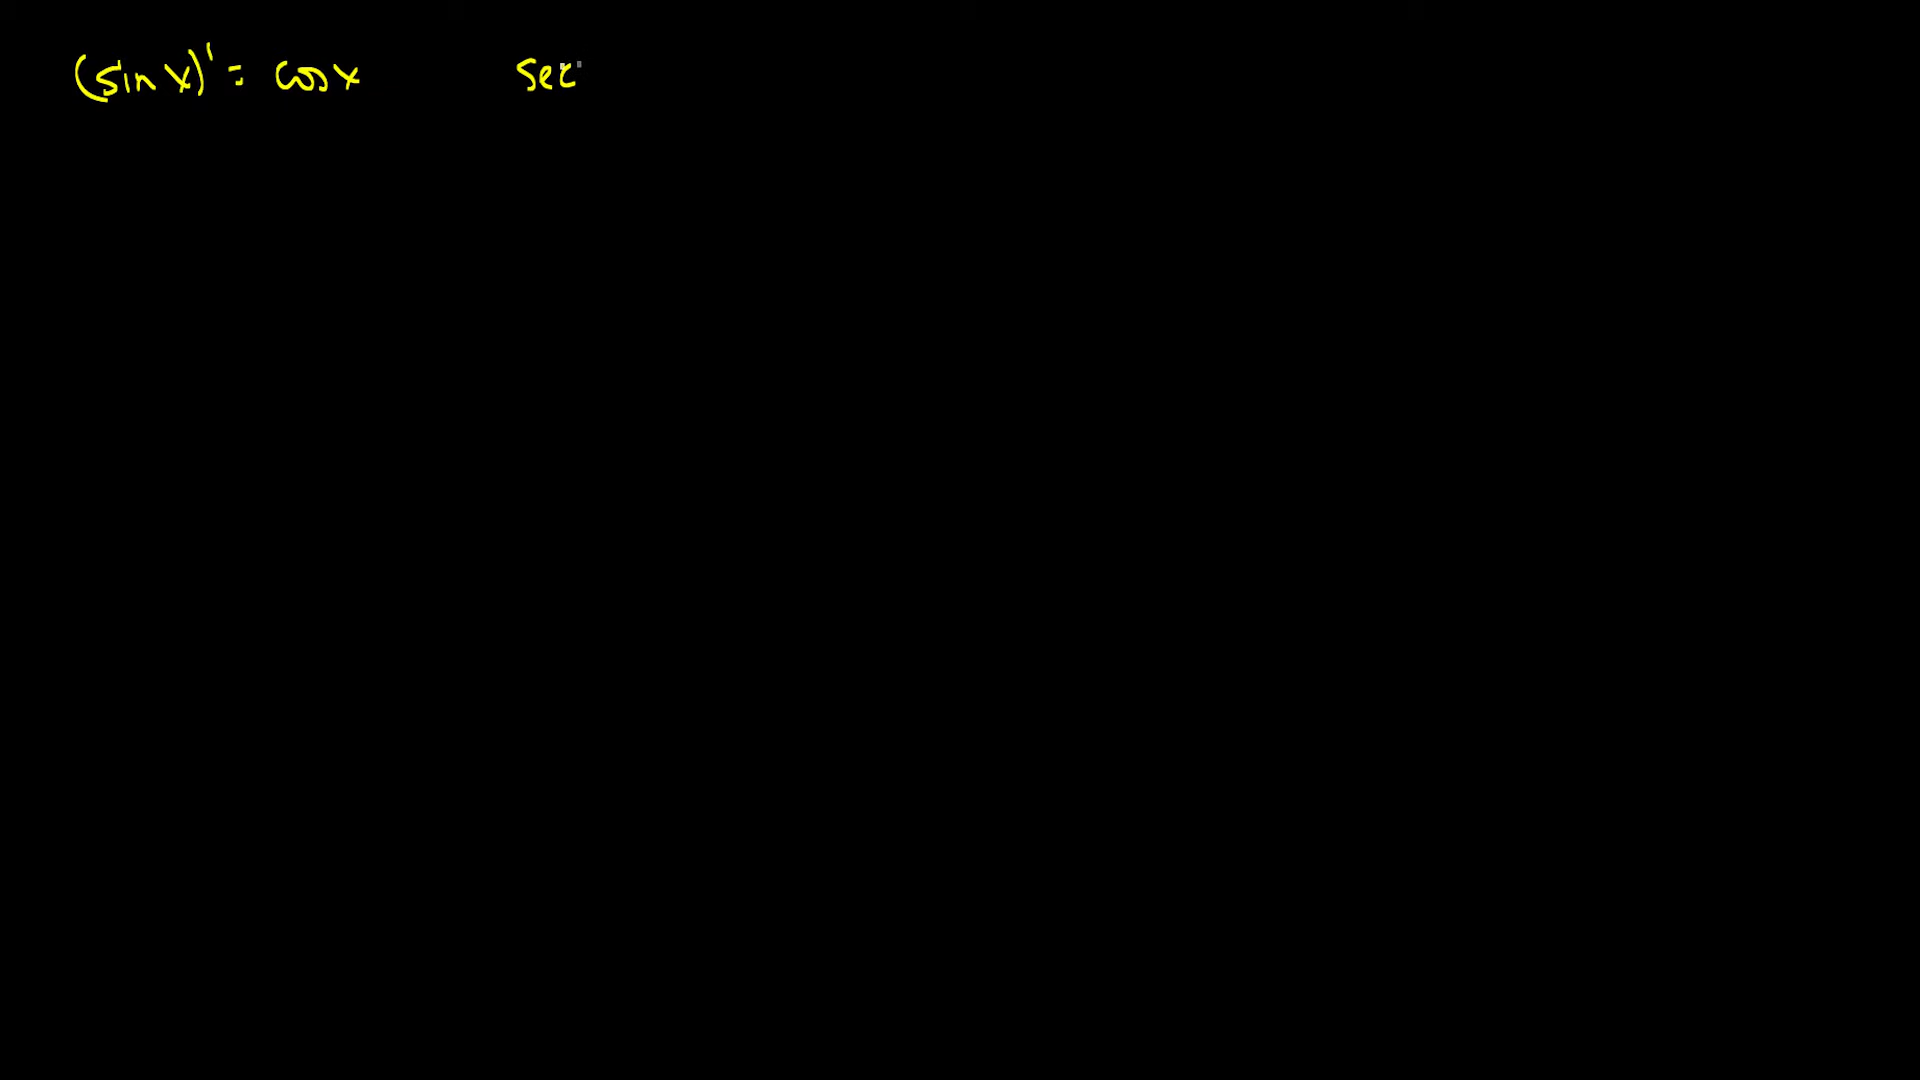 (sin x)' = cos x sec